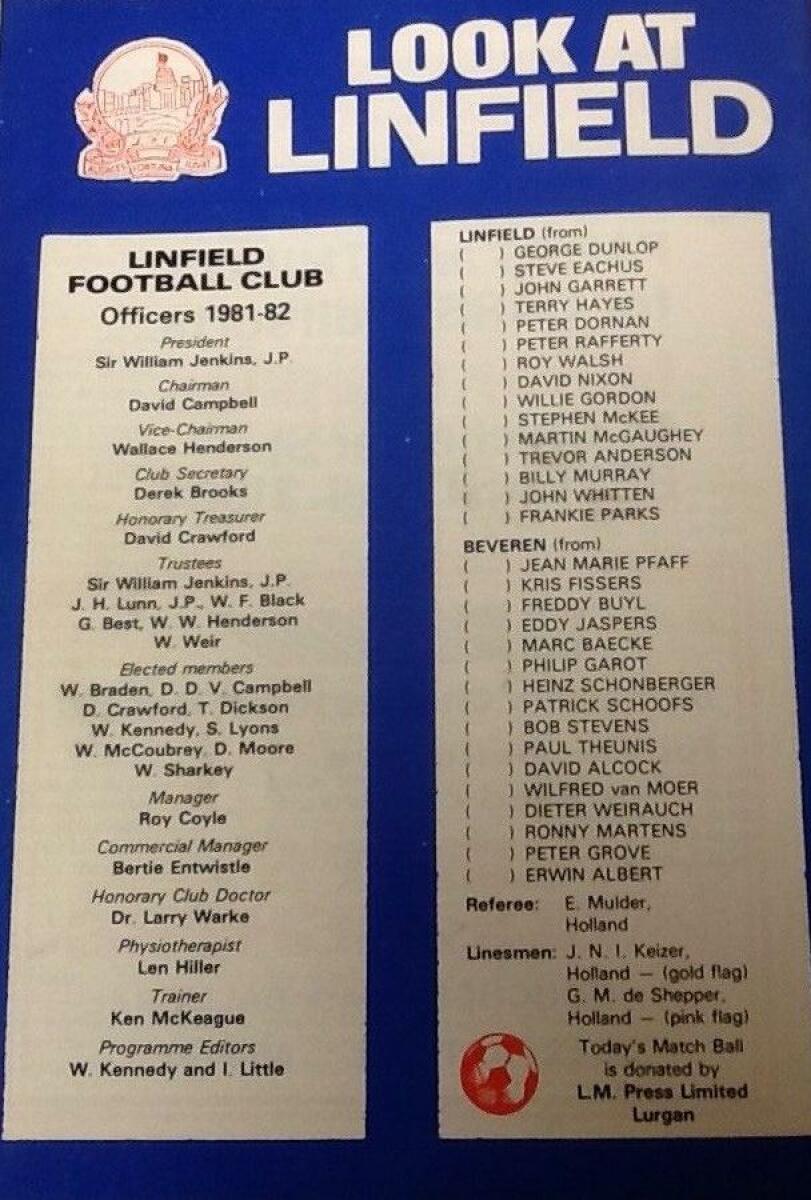 LOOK AT
LINFIELD
LINFIELD
FOOTBALL CLUB
Officers 1981-82
President
Sir William Jenkins, J.P.
Chairman
David Campbell
Vice-Chairman
Wallace Henderson
Club Secretary
Derek Brooks
Honorary Treasurer
David Crawford
Trustees
Sir William Jenkins, J.P.
J. H. Lunn, J.P., W. F. Black
G. Best, W. W. Henderson
W. Weir
Elected members
W. Braden, D. D. V. Campbell
D. Crawford, T. Dickson
W. Kennedy, S. Lyons
W. McCoubrey, D. Moore
W. Sharkey
Manager
Roy Coyle
Commercial Manager
Bertie Entwistle
Honorary Club Doctor
Dr. Larry Warke
Physiotherapist
Len Hiller
Trainer
Ken McKeague
Programme Editors
W. Kennedy and I. Little
LINFIELD (from)
( ) GEORGE DUNLOP
( ) STEVE EACHUS
( ) JOHN GARRETT
( ) TERRY HAYES
( ) PETER DORNAN
( ) PETER RAFFERTY
( ) ROY WALSH
( ) DAVID NIXON
( ) WILLIE GORDON
( ) STEPHEN McKEE
( ) MARTIN McGAUGHEY
( ) TREVOR ANDERSON
( ) BILLY MURRAY
( ) JOHN WHITTEN
( ) FRANKIE PARKS
BEVEREN (from)
( ) JEAN MARIE PFAFF
( ) KRIS FISSERS
( ) FREDDY BUYL
( ) EDDY JASPERS
( ) MARC BAECKE
( ) PHILIP GAROT
( ) HEINZ SCHONBERGER
( ) PATRICK SCHOOFS
( ) BOB STEVENS
( ) PAUL THEUNIS
( ) DAVID ALCOCK
( ) WILFRED van MOER
( ) DIETER WEIRAUCH
( ) RONNY MARTENS
( ) PETER GROVE
( ) ERWIN ALBERT
Referee: E. Mulder,
Holland
Linesmen: J. N. I. Keizer,
Holland — (gold flag)
G. M. de Shepper,
Holland — (pink flag)
Today's Match Ball
is donated by
L.M. Press Limited
Lurgan